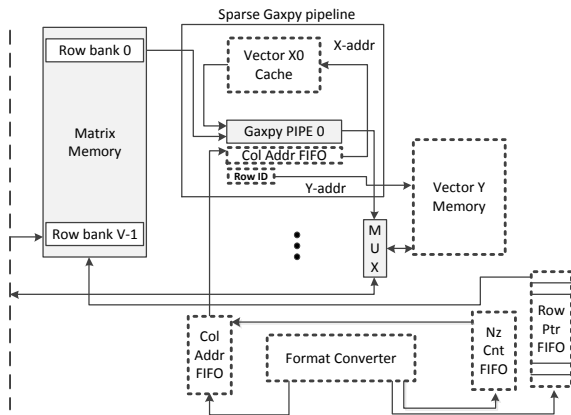 Sparse Gaxpy pipeline
Row bank 0
Vector X0
Cache
X-addr
Matrix
Memory
Gaxpy PIPE 0
Col Addr FIFO
Row ID
Y-addr
Vector Y
Memory
Row bank V-1
M
U
X
Col
Addr
FIFO
Format Converter
Nz
Cnt
FIFO
Row
Ptr
FIFO